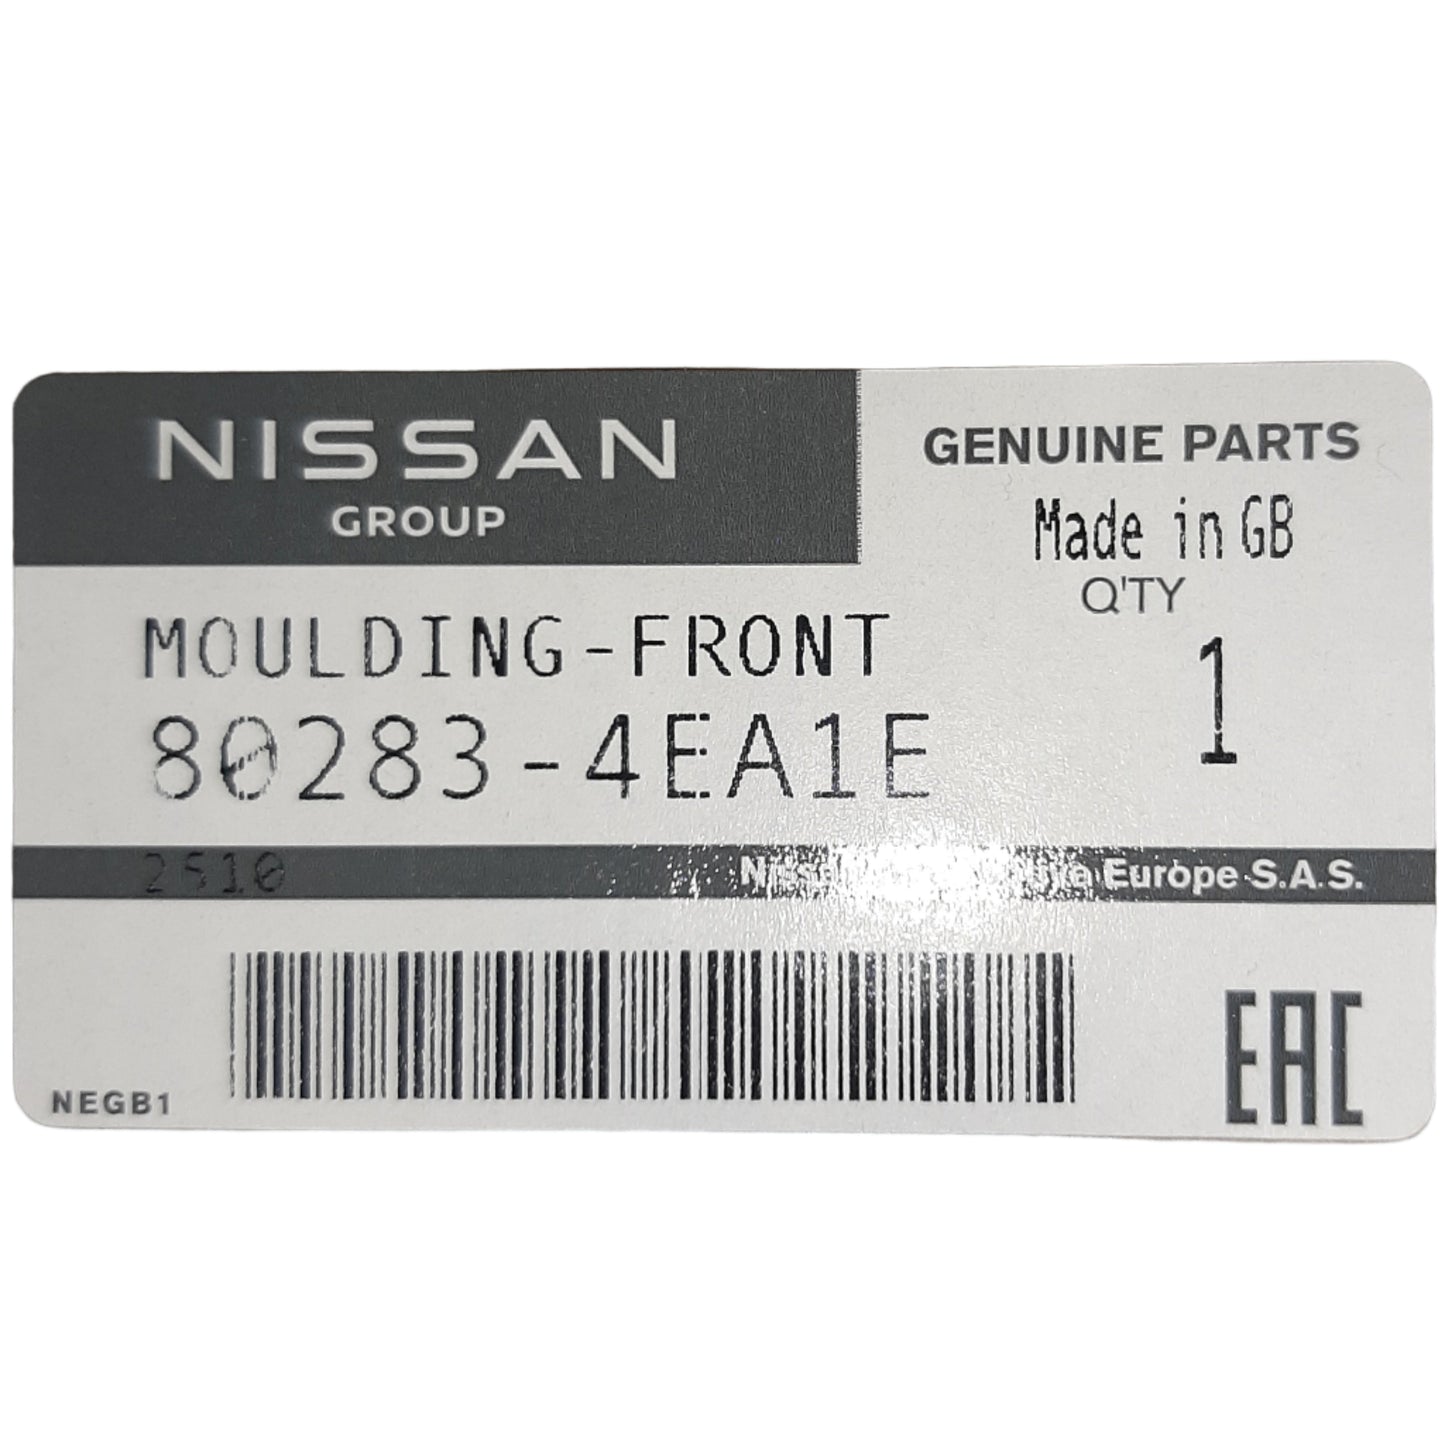 NISSAN
GROUP
GENUINE PARTS
Made in GB
Q'TY
1
MOULDING-FRONT
80283-4EA1E
2510
Europe S.A.S.
NEGB1
EAC